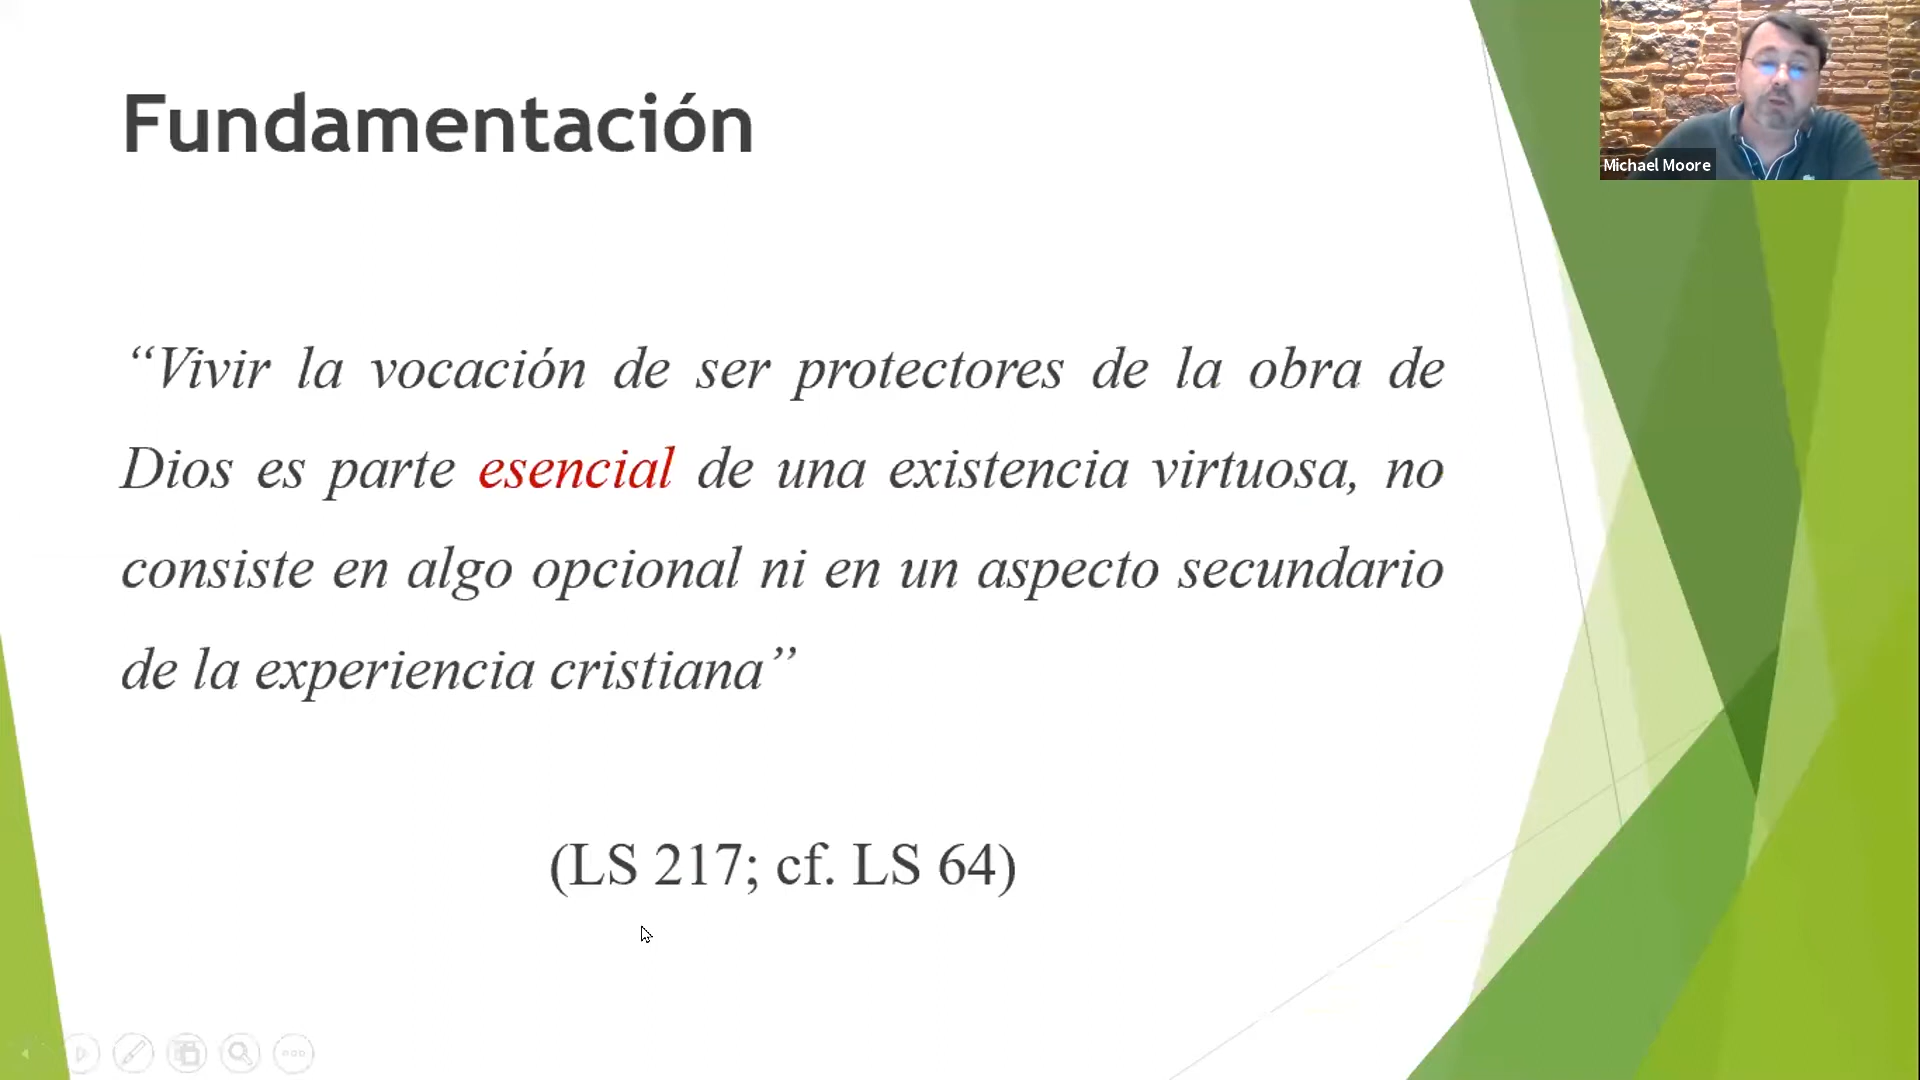 Fundamentación
Michael Moore
“Vivir la vocación de ser protectores de la obra de
Dios es parte esencial de una existencia virtuosa, no
consiste en algo opcional ni en un aspecto secundario
de la experiencia cristiana”
(LS 217; cf. LS 64)